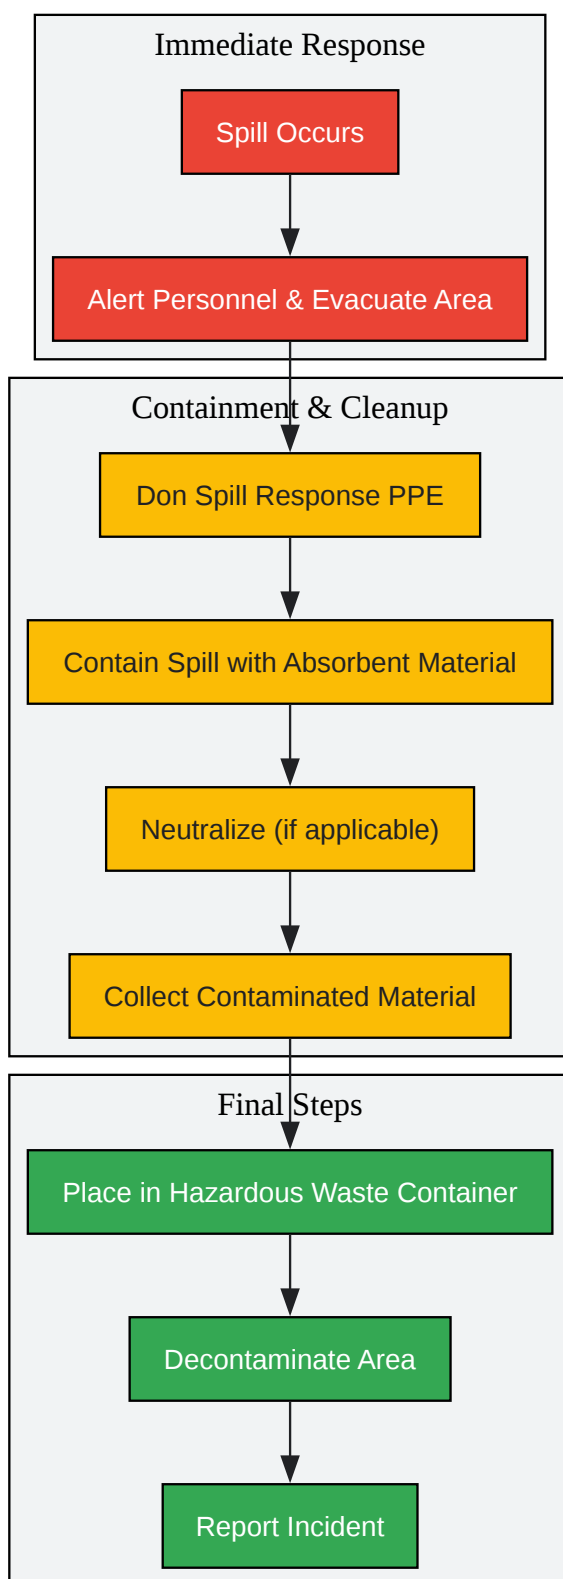 Immediate Response
Spill Occurs
Alert Personnel & Evacuate Area
Containment & Cleanup
Don Spill Response PPE
Contain Spill with Absorbent Material
Neutralize (if applicable)
Collect Contaminated Material
Final Steps
Place in Hazardous Waste Container
Decontaminate Area
Report Incident